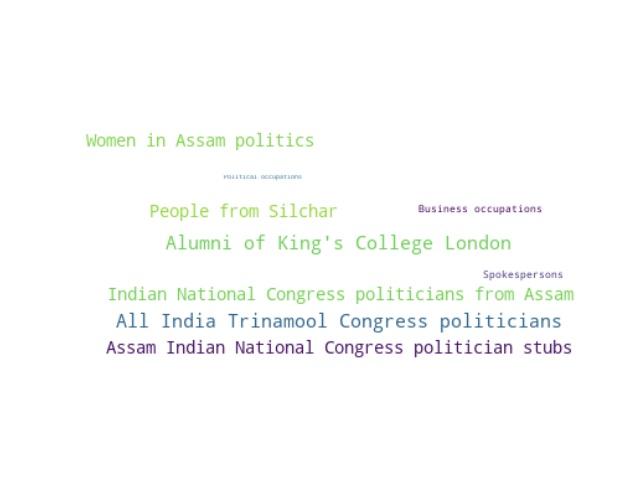 Women in Assam politics
Political occupations
People from Silchar
Business occupations
Alumni of King's College London
Spokespersons
Indian National Congress politicians from Assam
All India Trinamool Congress politicians
Assam Indian National Congress politician stubs